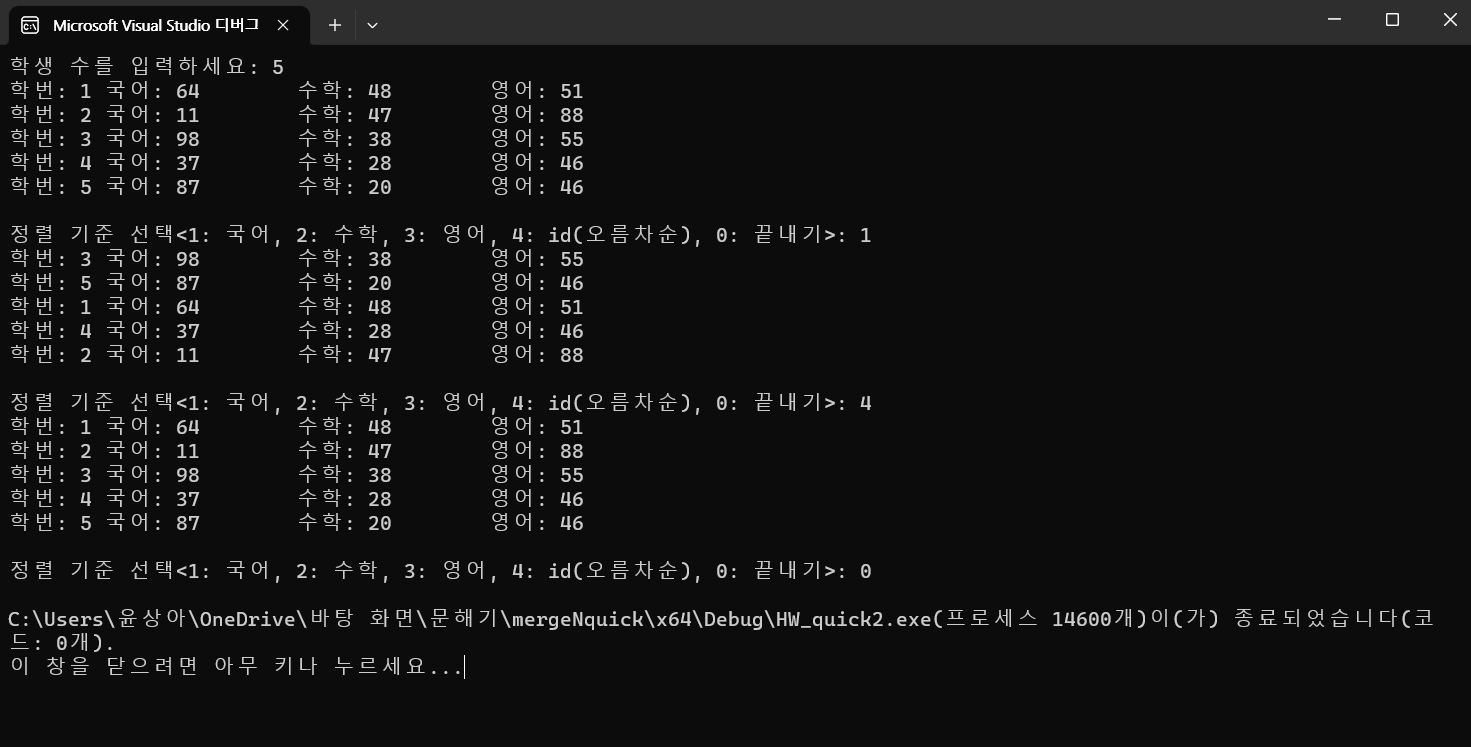 Microsoft Visual Studio 디버그
학생 수를 입력하세요: 5
학번: 1 국어: 64 수학: 48 영어: 51
학번: 2 국어: 11 수학: 47 영어: 88
학번: 3 국어: 98 수학: 38 영어: 55
학번: 4 국어: 37 수학: 28 영어: 46
학번: 5 국어: 87 수학: 20 영어: 46
정렬 기준 선택<1: 국어, 2: 수학, 3: 영어, 4: id(오름차순), 0: 끝내기>: 1
학번: 3 국어: 98 수학: 38 영어: 55
학번: 5 국어: 87 수학: 20 영어: 46
학번: 1 국어: 64 수학: 48 영어: 51
학번: 4 국어: 37 수학: 28 영어: 46
학번: 2 국어: 11 수학: 47 영어: 88
정렬 기준 선택<1: 국어, 2: 수학, 3: 영어, 4: id(오름차순), 0: 끝내기>: 4
학번: 1 국어: 64 수학: 48 영어: 51
학번: 2 국어: 11 수학: 47 영어: 88
학번: 3 국어: 98 수학: 38 영어: 55
학번: 4 국어: 37 수학: 28 영어: 46
학번: 5 국어: 87 수학: 20 영어: 46
정렬 기준 선택<1: 국어, 2: 수학, 3: 영어, 4: id(오름차순), 0: 끝내기>: 0
C:\Users\윤상아\OneDrive\바탕 화면\문해기\mergeNquick\x64\Debug\HW_quick2.exe(프로세스 14600개)이(가) 종료되었습니다(코
드: 0개).
이 창을 닫으려면 아무 키나 누르세요...